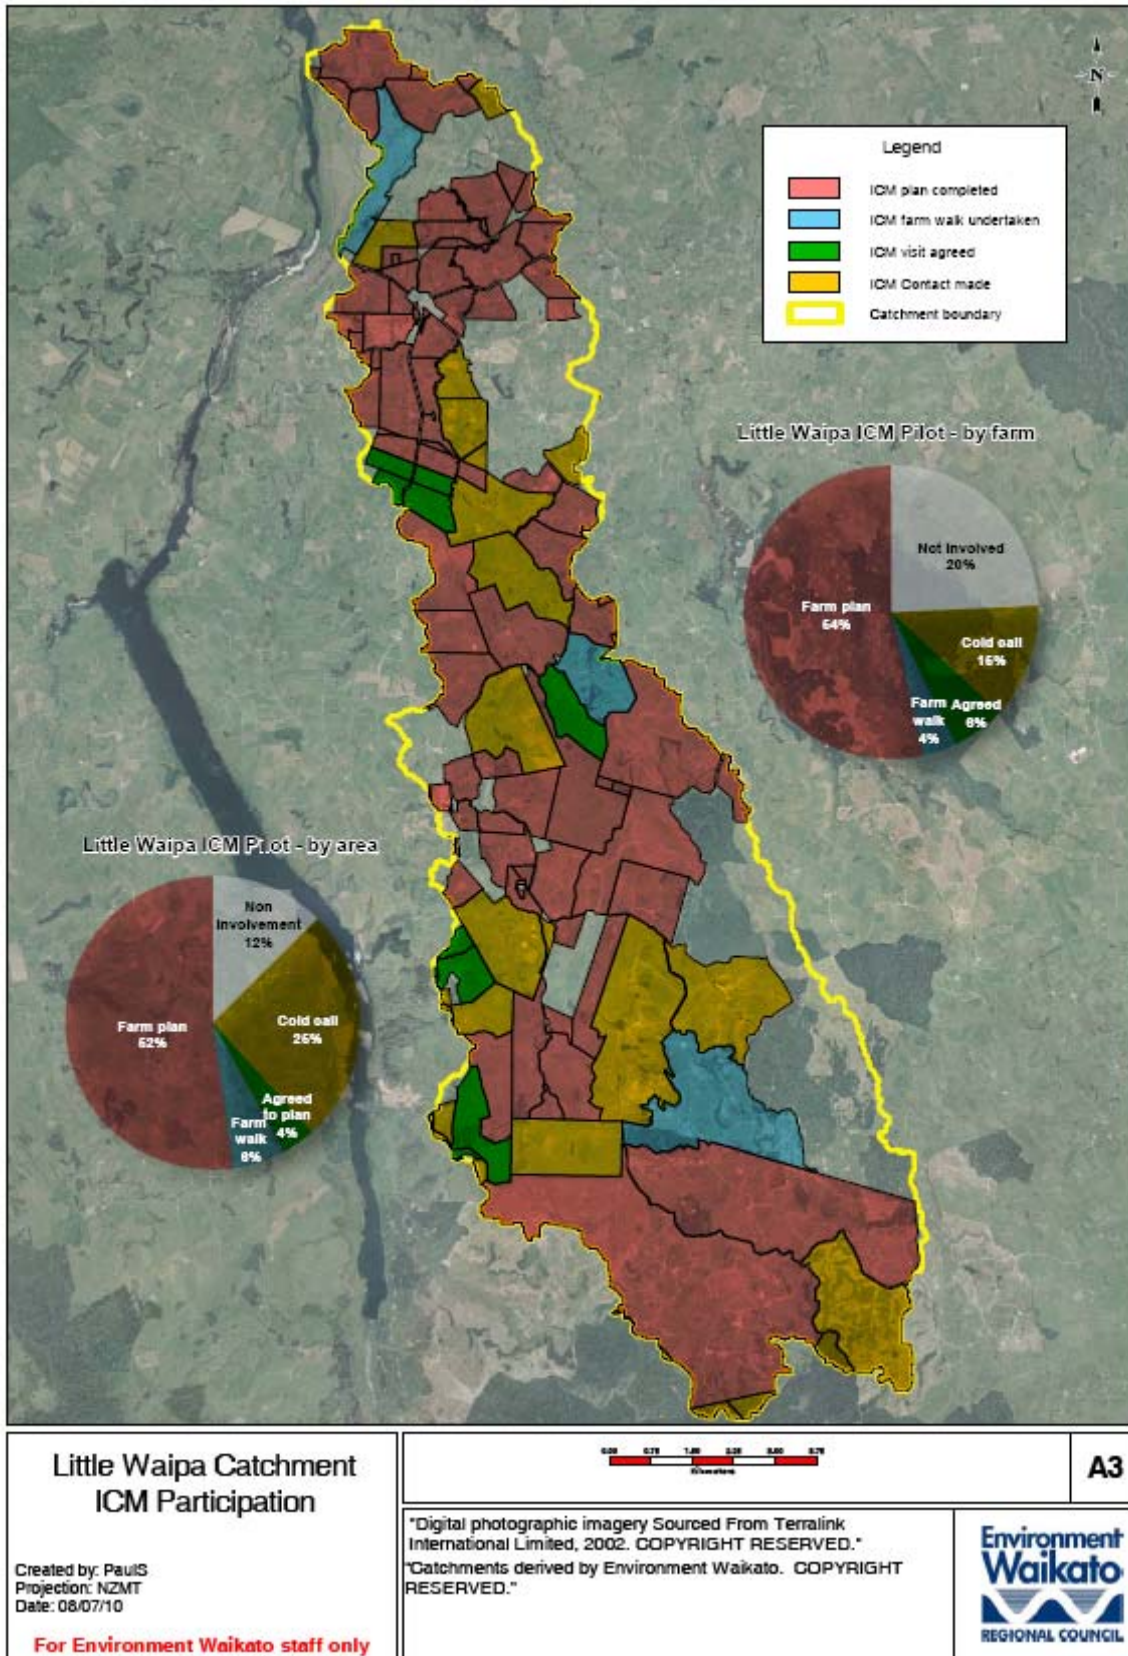 N
Legend
ICM plan completed
ICM farm walk undertaken
ICM visit agreed
ICM Contact made
Catchment boundary
Little Waipa ICM Pilot - by farm
Not Involved
20%
Farm plan
54%
Cold call
15%
Farm
walk
4%
Agreed
6%
Little Waipa ICM Pilot - by area
Non
Involvement
12%
Farm plan
52%
Cold call
25%
Agreed
to plan
4%
Farm
walk
6%
Little Waipa Catchment
ICM Participation
Created by: PaulS
Projection: NZMT
Date: 08/07/10
For Environment Waikato staff only
Kilometers
A3
"Digital photographic imagery Sourced From Terralink
International Limited, 2002. COPYRIGHT RESERVED."
"Catchments derived by Environment Waikato. COPYRIGHT
RESERVED."
Environment
Waikato
REGIONAL COUNCIL